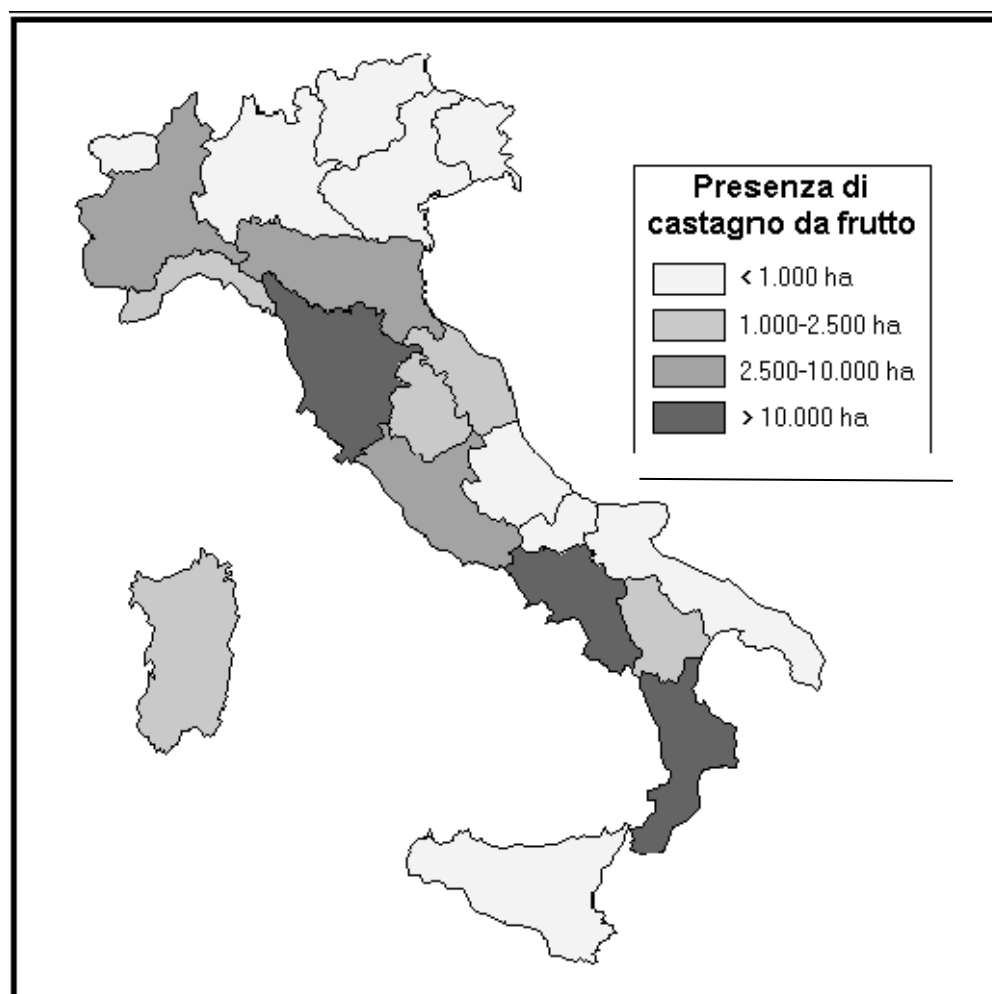 Presenza di
castagno da frutto
< 1.000 ha
1.000-2.500 ha
2.500-10.000 ha
> 10.000 ha